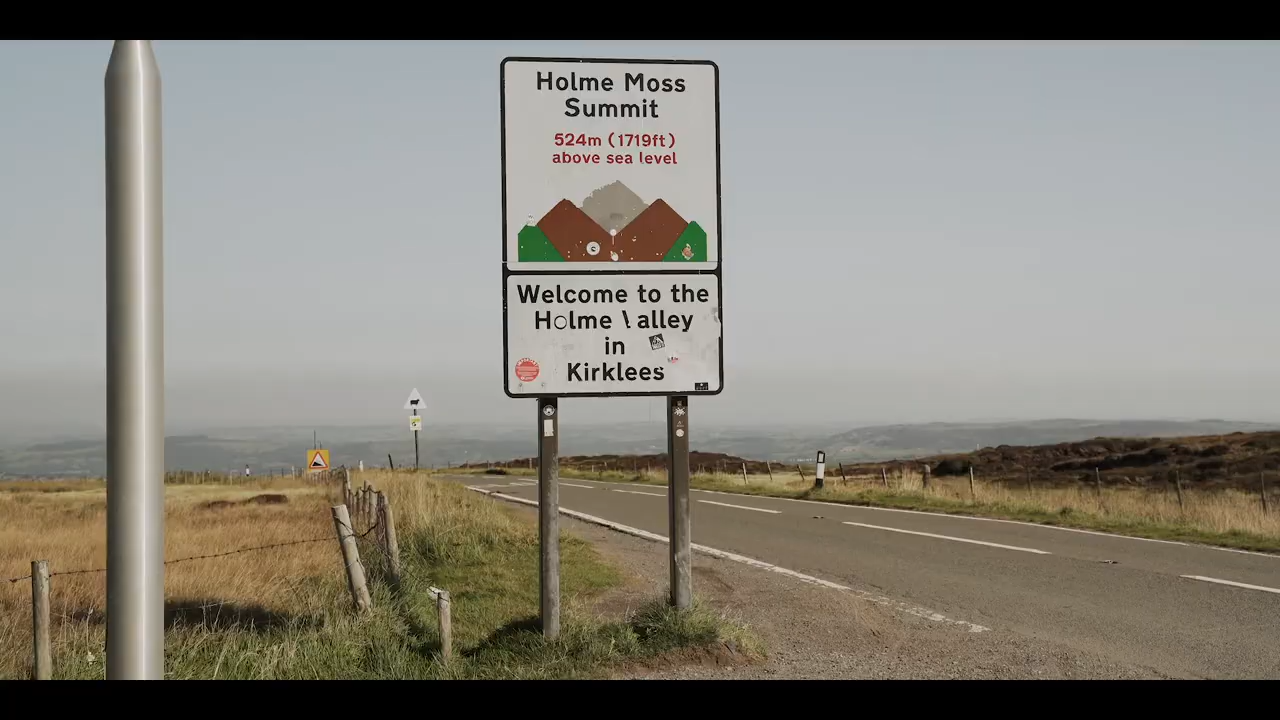 Holme Moss
Summit
524m (1719ft)
above sea level
Welcome to the
Holme Valley
in
Kirklees